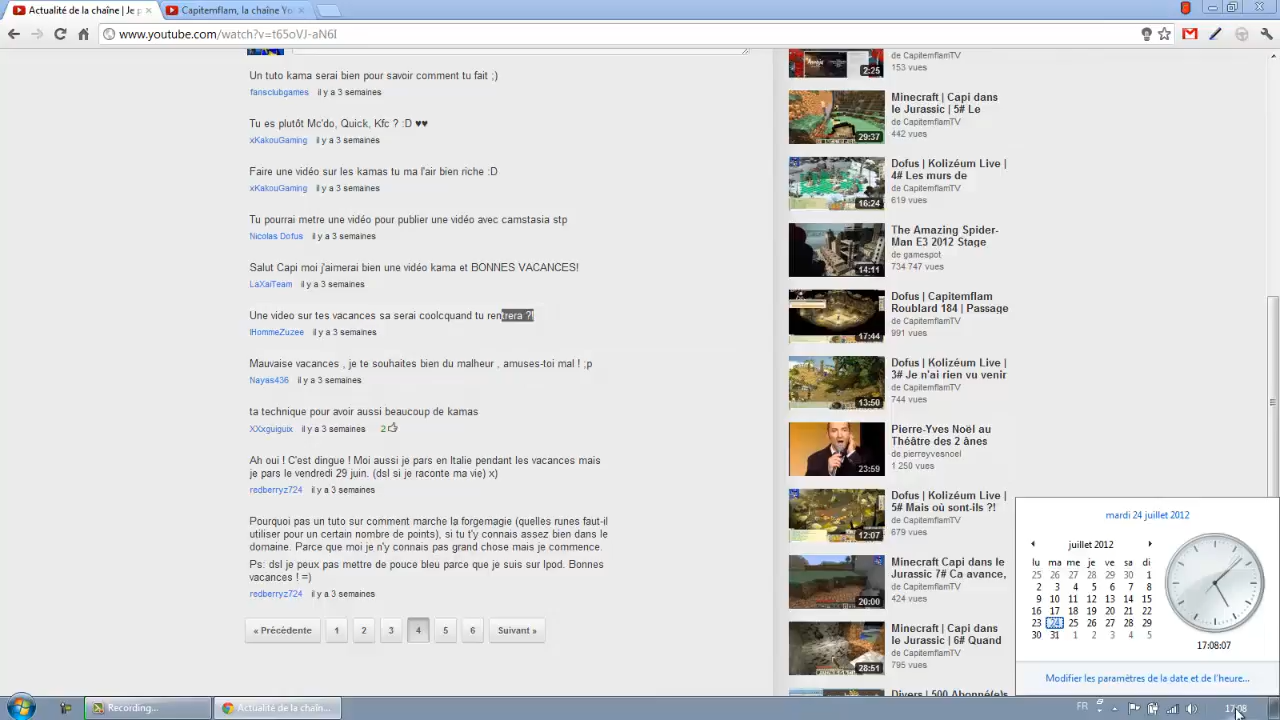 Actualité de la chaîne | Je p
Capitemflam, la chaîne Yo
www.youtube.com/watch?v=t65oVJ-aN6I
Un tuto kama serai bien pour savoir comment tu fait ;)
fansclubgames il y a 3 semaines
Tu es plutôt Mc'do, Quick, Kfc ? :D ♥♥
xKakouGaming il y a 3 semaines
Faire une vidéo sur les kamas tu ma l'air bien riche :D
xKakouGaming il y a 3 semaines
Tu pourrai metre une vidéo pour publier une vidéo avec camstasia stp
Nicolas Dofus il y a 3 semaines
Salut Capi moi j'aimerai bien une vidéo kama et BONNES VACANCES!
LaXaiTeam il y a 3 semaines
Une video sur tes vacances sa serai coolcquand tu rentrera ?!
IHommeZuzee il y a 3 semaines
Mauvaise vacances , je te souhaites bien du malheur , amuses-toi mal ! ;p
Nayas436 il y a 3 semaines
ta technique pour avoir aussi beaucoup de kamas
XXxguiguix il y a 3 semaines 2
Ah oui ! C'est dingue ! Moi aussi je pars en Italie pendant les vacances mais
je pars le vendredi 29 juin. (dsl si je raconte ma vie) x)
redberryz724 il y a 3 semaines
Pourquoi pas un tuto sur comment marche la forgemagie (quelles runes faut-il
utiliser pour un certain nombre de points), si tu t'y connais assez bien dans le
domaine. Parce que moi je n'y connais pas grand chose mais je commence.
Ps: dsl je peux pas mettre de pouce bleu parce que je suis sur Ipod. Bonnes
vacances ! =)
redberryz724 il y a 3 semaines
« Précédente 1 2 3 4 5 6 Suivant »
2:25
de CapitemflamTV
153 vues
29:37
Minecraft | Capi dans
le Jurassic | 5# Le
de CapitemflamTV
442 vues
16:24
Dofus | Kolizéum Live |
4# Les murs de
de CapitemflamTV
619 vues
14:11
The Amazing Spider-
Man E3 2012 Stage
de gamespot
734 747 vues
17:44
Dofus | Capitemflam
Roublard 184 | Passage
de CapitemflamTV
991 vues
13:50
Dofus | Kolizéum Live |
3# Je n'ai rien vu venir
de CapitemflamTV
744 vues
23:59
Pierre-Yves Noël au
Théâtre des 2 ânes
de pierreyvesnoel
1 250 vues
12:07
Dofus | Kolizéum Live |
5# Mais où sont-ils ?!
de CapitemflamTV
679 vues
20:00
Minecraft Capi dans le
Jurassic 7# Ca avance,
de CapitemflamTV
424 vues
28:51
Minecraft | Capi dans
le Jurassic | 6# Quand
de CapitemflamTV
795 vues
Divers | 500 Abonné(e)s
mardi 24 juillet 2012
juillet 2012
lu ma me je ve sa di
25 26 27 28 29 30 1
2 3 4 5 6 7 8
9 10 11 12 13 14 15
16 17 18 19 20 21 22
23 24 25 26 27 28 29
30 31 1 2 3 4 5
17:08:07
Modifier les paramètres de la date et de l'heure...
Recording...
Actualité de la chaîn...
FR
17:08